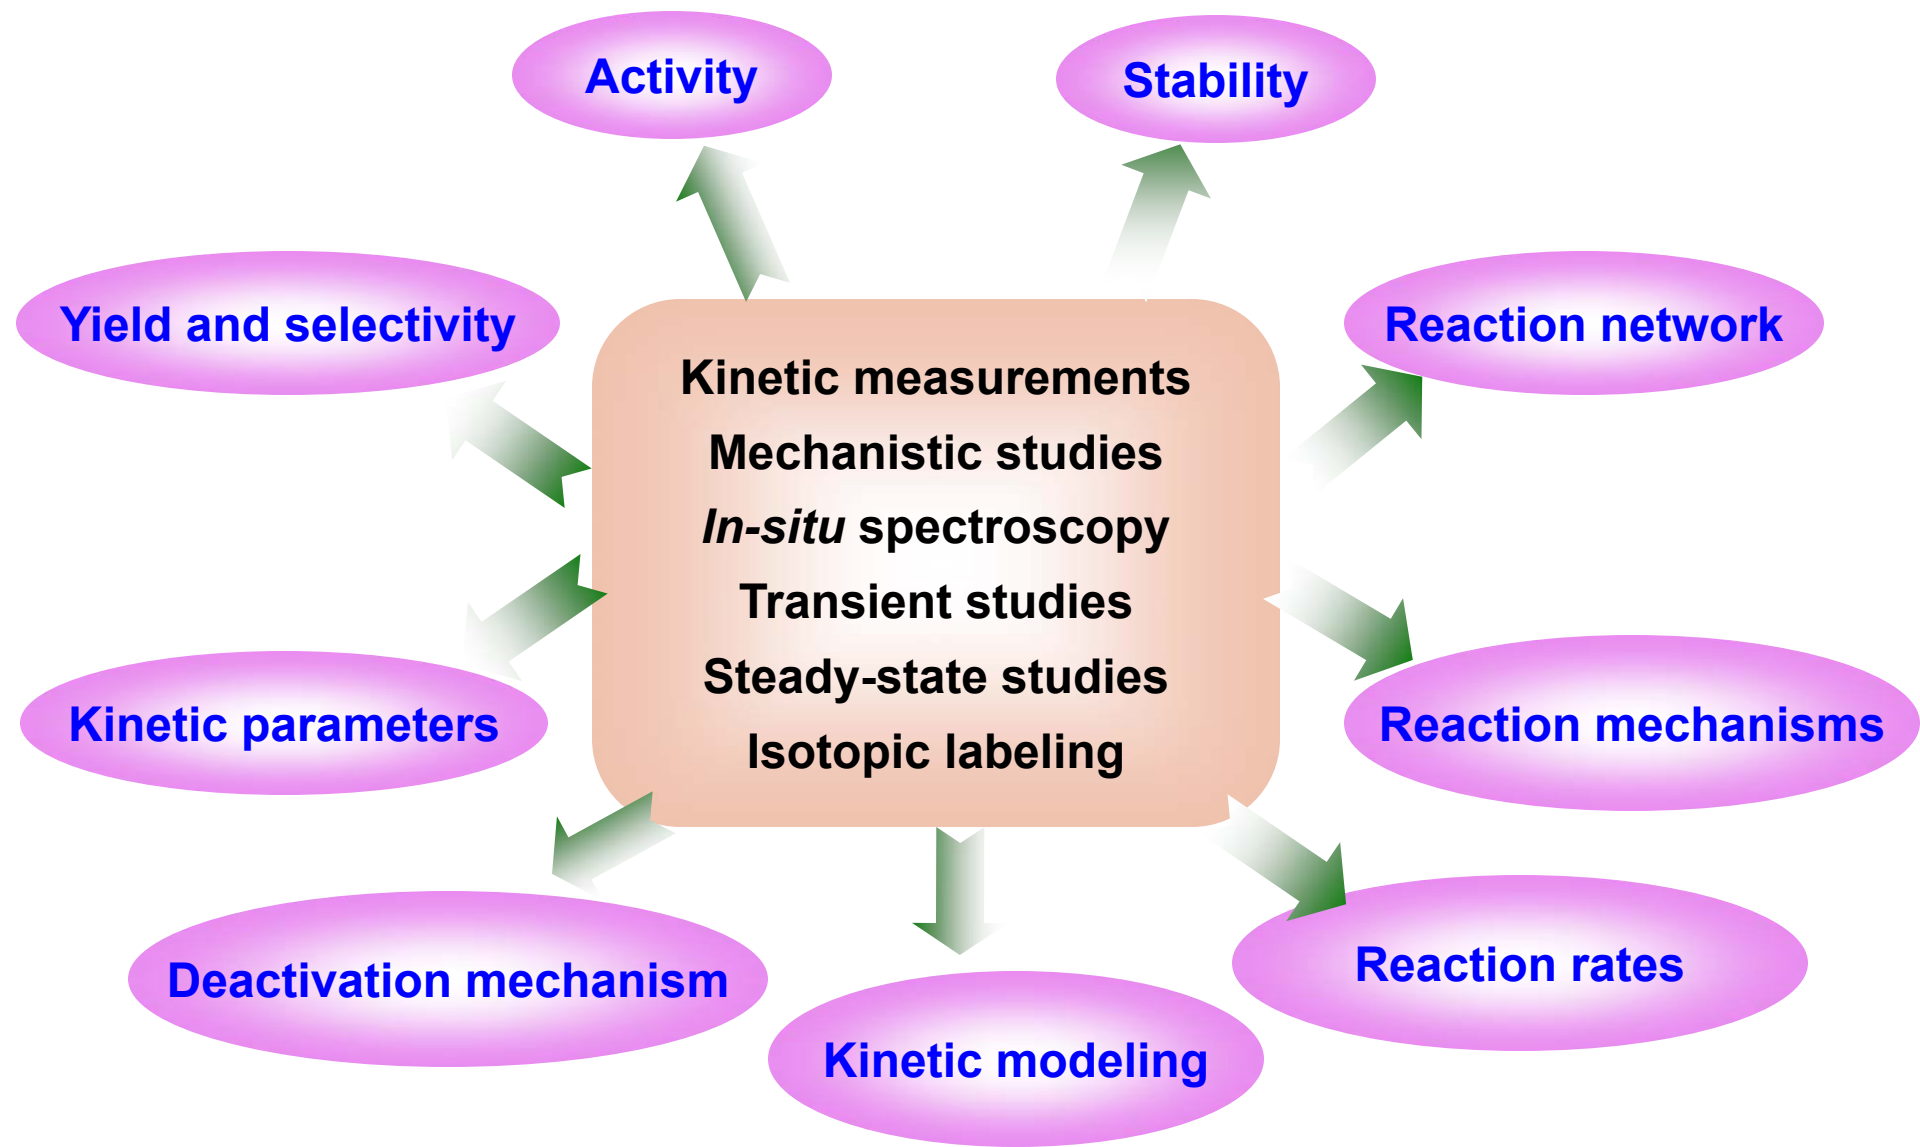 Activity
Stability
Yield and selectivity
Reaction network
Kinetic measurements
Mechanistic studies
In-situ spectroscopy
Transient studies
Steady-state studies
Isotopic labeling
Kinetic parameters
Reaction mechanisms
Deactivation mechanism
Reaction rates
Kinetic modeling